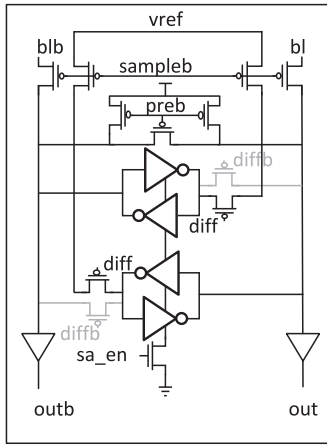 vref
blb
bl
sampleb
preb
diffb
diff
diff
diffb
sa_en
outb
out